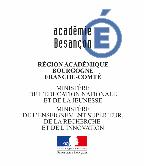 académie
Besançon
RÉGION ACADÉMIQUE
BOURGOGNE
FRANCHE-COMTÉ
MINISTÈRE
DE L'ÉDUCATION NATIONALE
ET DE LA JEUNESSE
MINISTÈRE
DE L'ENSEIGNEMENT SUPÉRIEUR,
DE LA RECHERCHE
ET DE L'INNOVATION